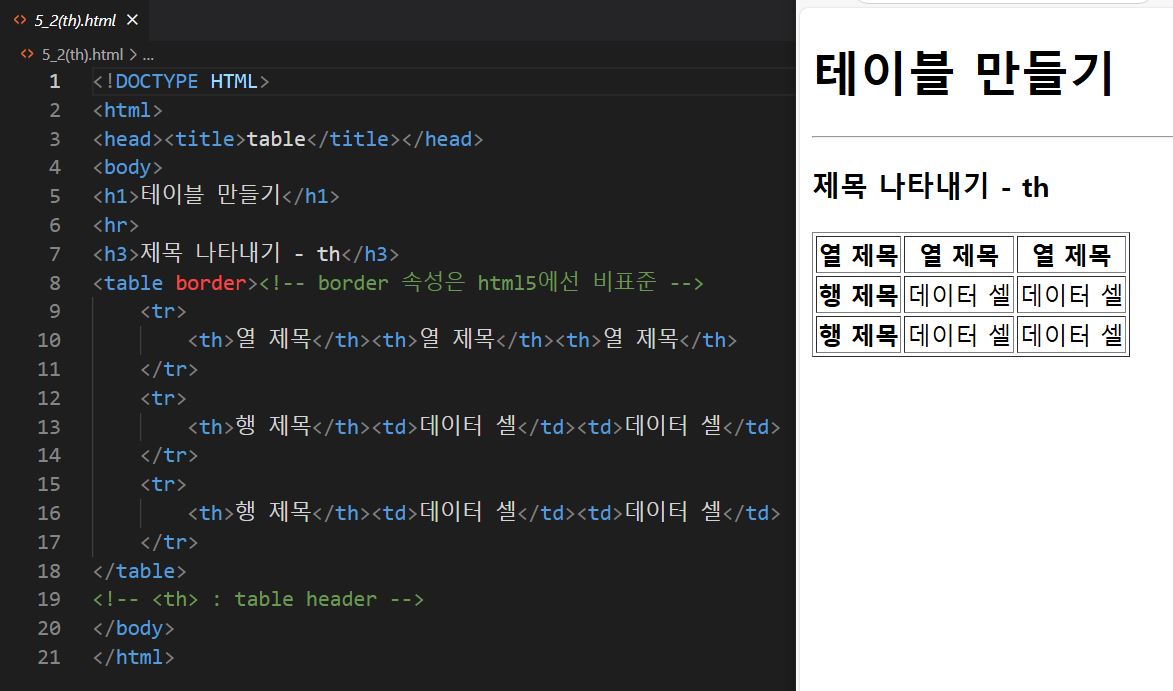 5_2(th).html
5_2(th).html > ...
1 <!DOCTYPE HTML>
2 <html>
3 <head><title>table</title></head>
4 <body>
5 <h1>테이블 만들기</h1>
6 <hr>
7 <h3>제목 나타내기 - th</h3>
8 <table border><!-- border 속성은 html5에선 비표준 -->
9 <tr>
10 <th>열 제목</th><th>열 제목</th><th>열 제목</th>
11 </tr>
12 <tr>
13 <th>행 제목</th><td>데이터 셀</td><td>데이터 셀</td>
14 </tr>
15 <tr>
16 <th>행 제목</th><td>데이터 셀</td><td>데이터 셀</td>
17 </tr>
18 </table>
19 <!-- <th> : table header -->
20 </body>
21 </html>
테이블 만들기
제목 나타내기 - th
열 제목 열 제목 열 제목
행 제목 데이터 셀 데이터 셀
행 제목 데이터 셀 데이터 셀